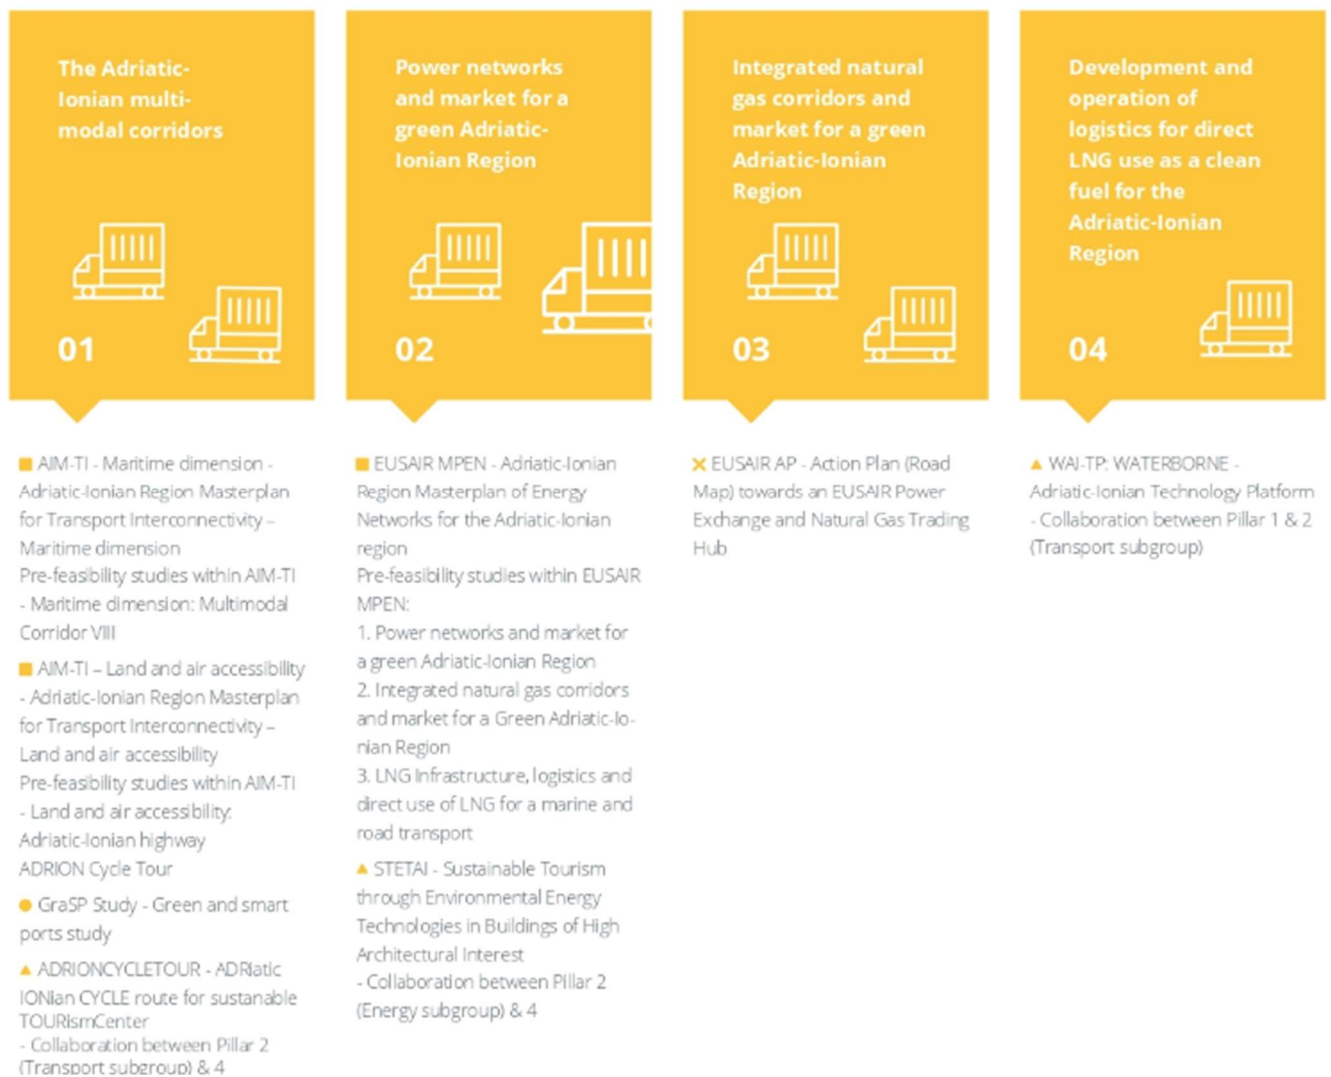 The Adriatic-
Ionian multi-
modal corridors
01
AIM-TI - Maritime dimension -
Adriatic-Ionian Region Masterplan
for Transport Interconnectivity –
Maritime dimension
Pre-feasibility studies within AIM-TI
- Maritime dimension: Multimodal
Corridor VIII
AIM-TI – Land and air accessibility
- Adriatic-Ionian Region Masterplan
for Transport Interconnectivity –
Land and air accessibility
Pre-feasibility studies within AIM-TI
- Land and air accessibility:
Adriatic-Ionian highway
ADRION Cycle Tour
GraSP Study - Green and smart
ports study
ADRIONCYCLETOUR - ADRiatic
IONian CYCLE route for sustanable
TOURismCenter
- Collaboration between Pillar 2
(Transport subgroup) & 4
Power networks
and market for a
green Adriatic-
Ionian Region
02
EUSAIR MPEN - Adriatic-Ionian
Region Masterplan of Energy
Networks for the Adriatic-Ionian
region
Pre-feasibility studies within EUSAIR
MPEN:
1. Power networks and market for
a green Adriatic-Ionian Region
2. Integrated natural gas corridors
and market for a Green Adriatic-Io-
nian Region
3. LNG Infrastructure, logistics and
direct use of LNG for a marine and
road transport
STETAI - Sustainable Tourism
through Environmental Energy
Technologies in Buildings of High
Architectural Interest
- Collaboration between Pillar 2
(Energy subgroup) & 4
Integrated natural
gas corridors and
market for a green
Adriatic-Ionian
Region
03
EUSAIR AP - Action Plan (Road
Map) towards an EUSAIR Power
Exchange and Natural Gas Trading
Hub
Development and
operation of
logistics for direct
LNG use as a clean
fuel for the
Adriatic-Ionian
Region
04
WAI-TP: WATERBORNE -
Adriatic-Ionian Technology Platform
- Collaboration between Pillar 1 & 2
(Transport subgroup)